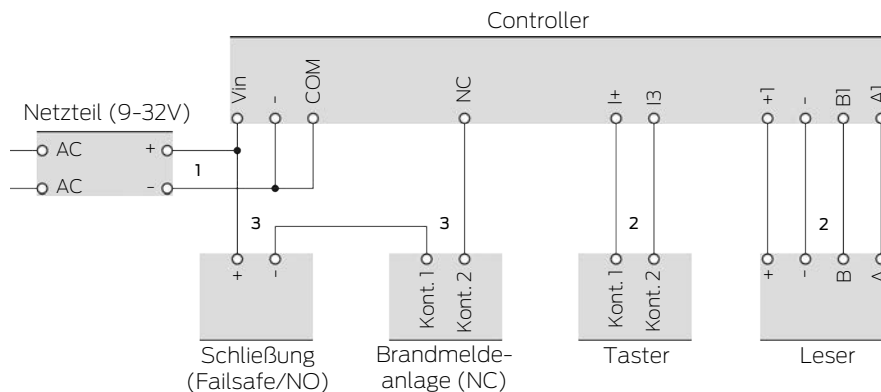 Controller
Vin
-
COM
NC
I+
I3
+1
-
B1
A1
Netzteil (9-32V)
AC
+
AC
-
1
3
3
2
2
+
-
Kont. 1
Kont. 2
Kont. 1
Kont. 2
+
-
B
A
Schließung
(Failsafe/NO)
Brandmelde-
anlage (NC)
Taster
Leser